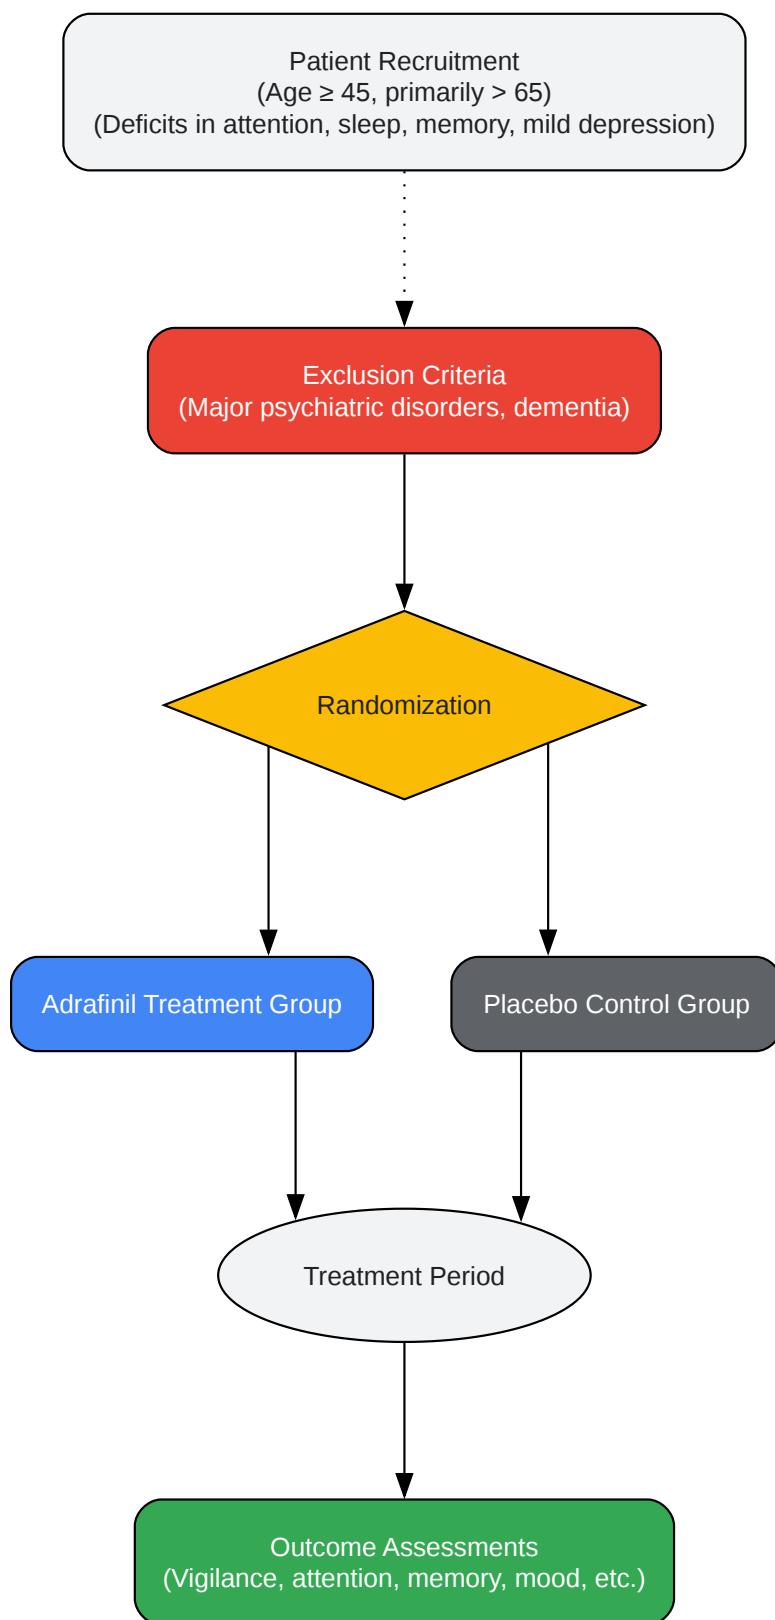 Patient Recruitment
(Age ≥ 45, primarily > 65)
(Deficits in attention, sleep, memory, mild depression)
Exclusion Criteria
(Major psychiatric disorders, dementia)
Randomization
Adrafinil Treatment Group
Placebo Control Group
Treatment Period
Outcome Assessments
(Vigilance, attention, memory, mood, etc.)